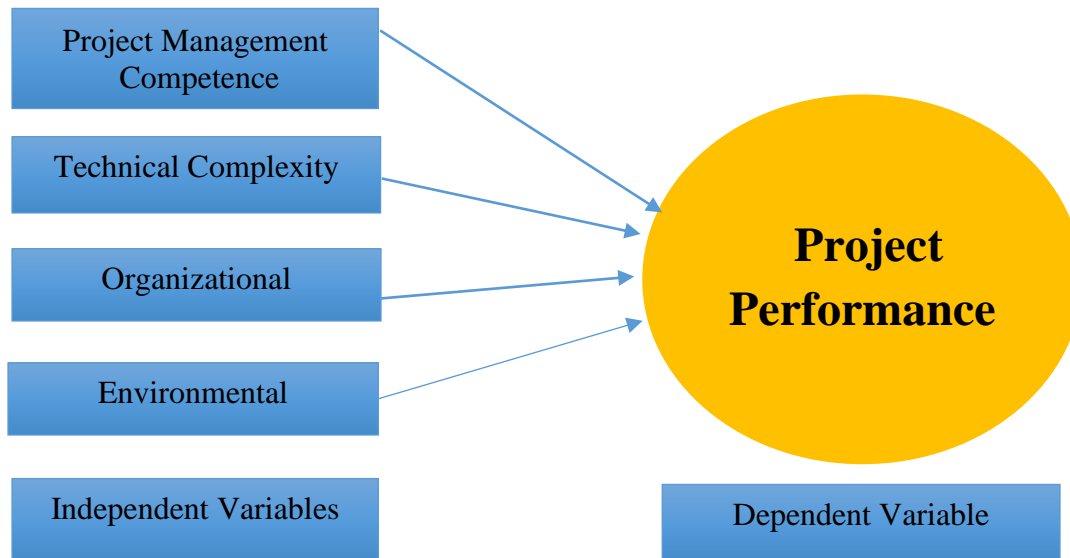 Project Management
Competence
Technical Complexity
Organizational
Environmental
Project
Performance
Independent Variables
Dependent Variable